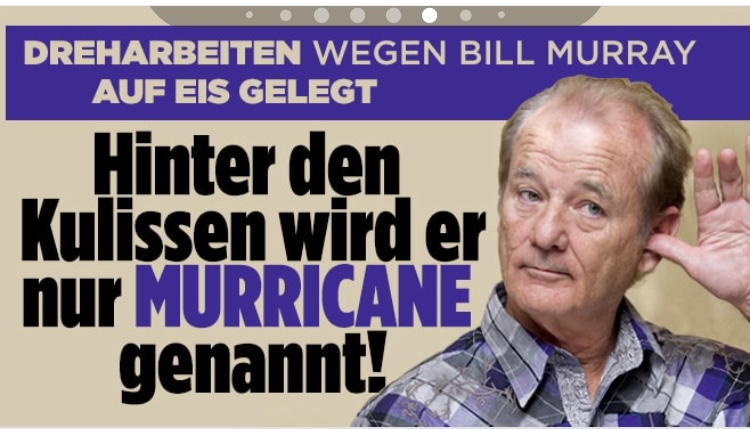 DREHARBEITEN WEGEN BILL MURRAY
AUF EIS GELEGT
Hinter den
Kulissen wird er
nur MURRICANE
genannt!